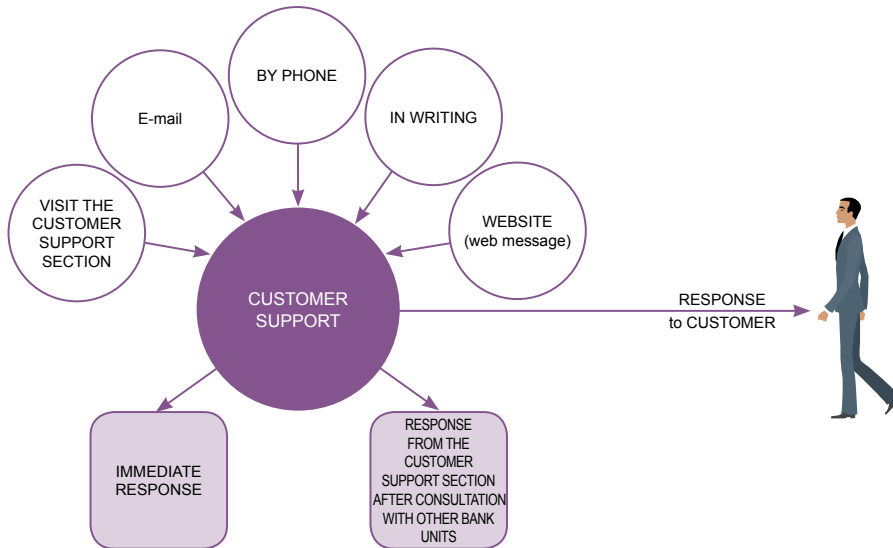 BY PHONE
E-mail
IN WRITING
VISIT THE
CUSTOMER
SUPPORT
SECTION
WEBSITE
(web message)
CUSTOMER
SUPPORT
RESPONSE
to CUSTOMER
IMMEDIATE
RESPONSE
RESPONSE
FROM THE
CUSTOMER
SUPPORT SECTION
AFTER CONSULTATION
WITH OTHER BANK
UNITS